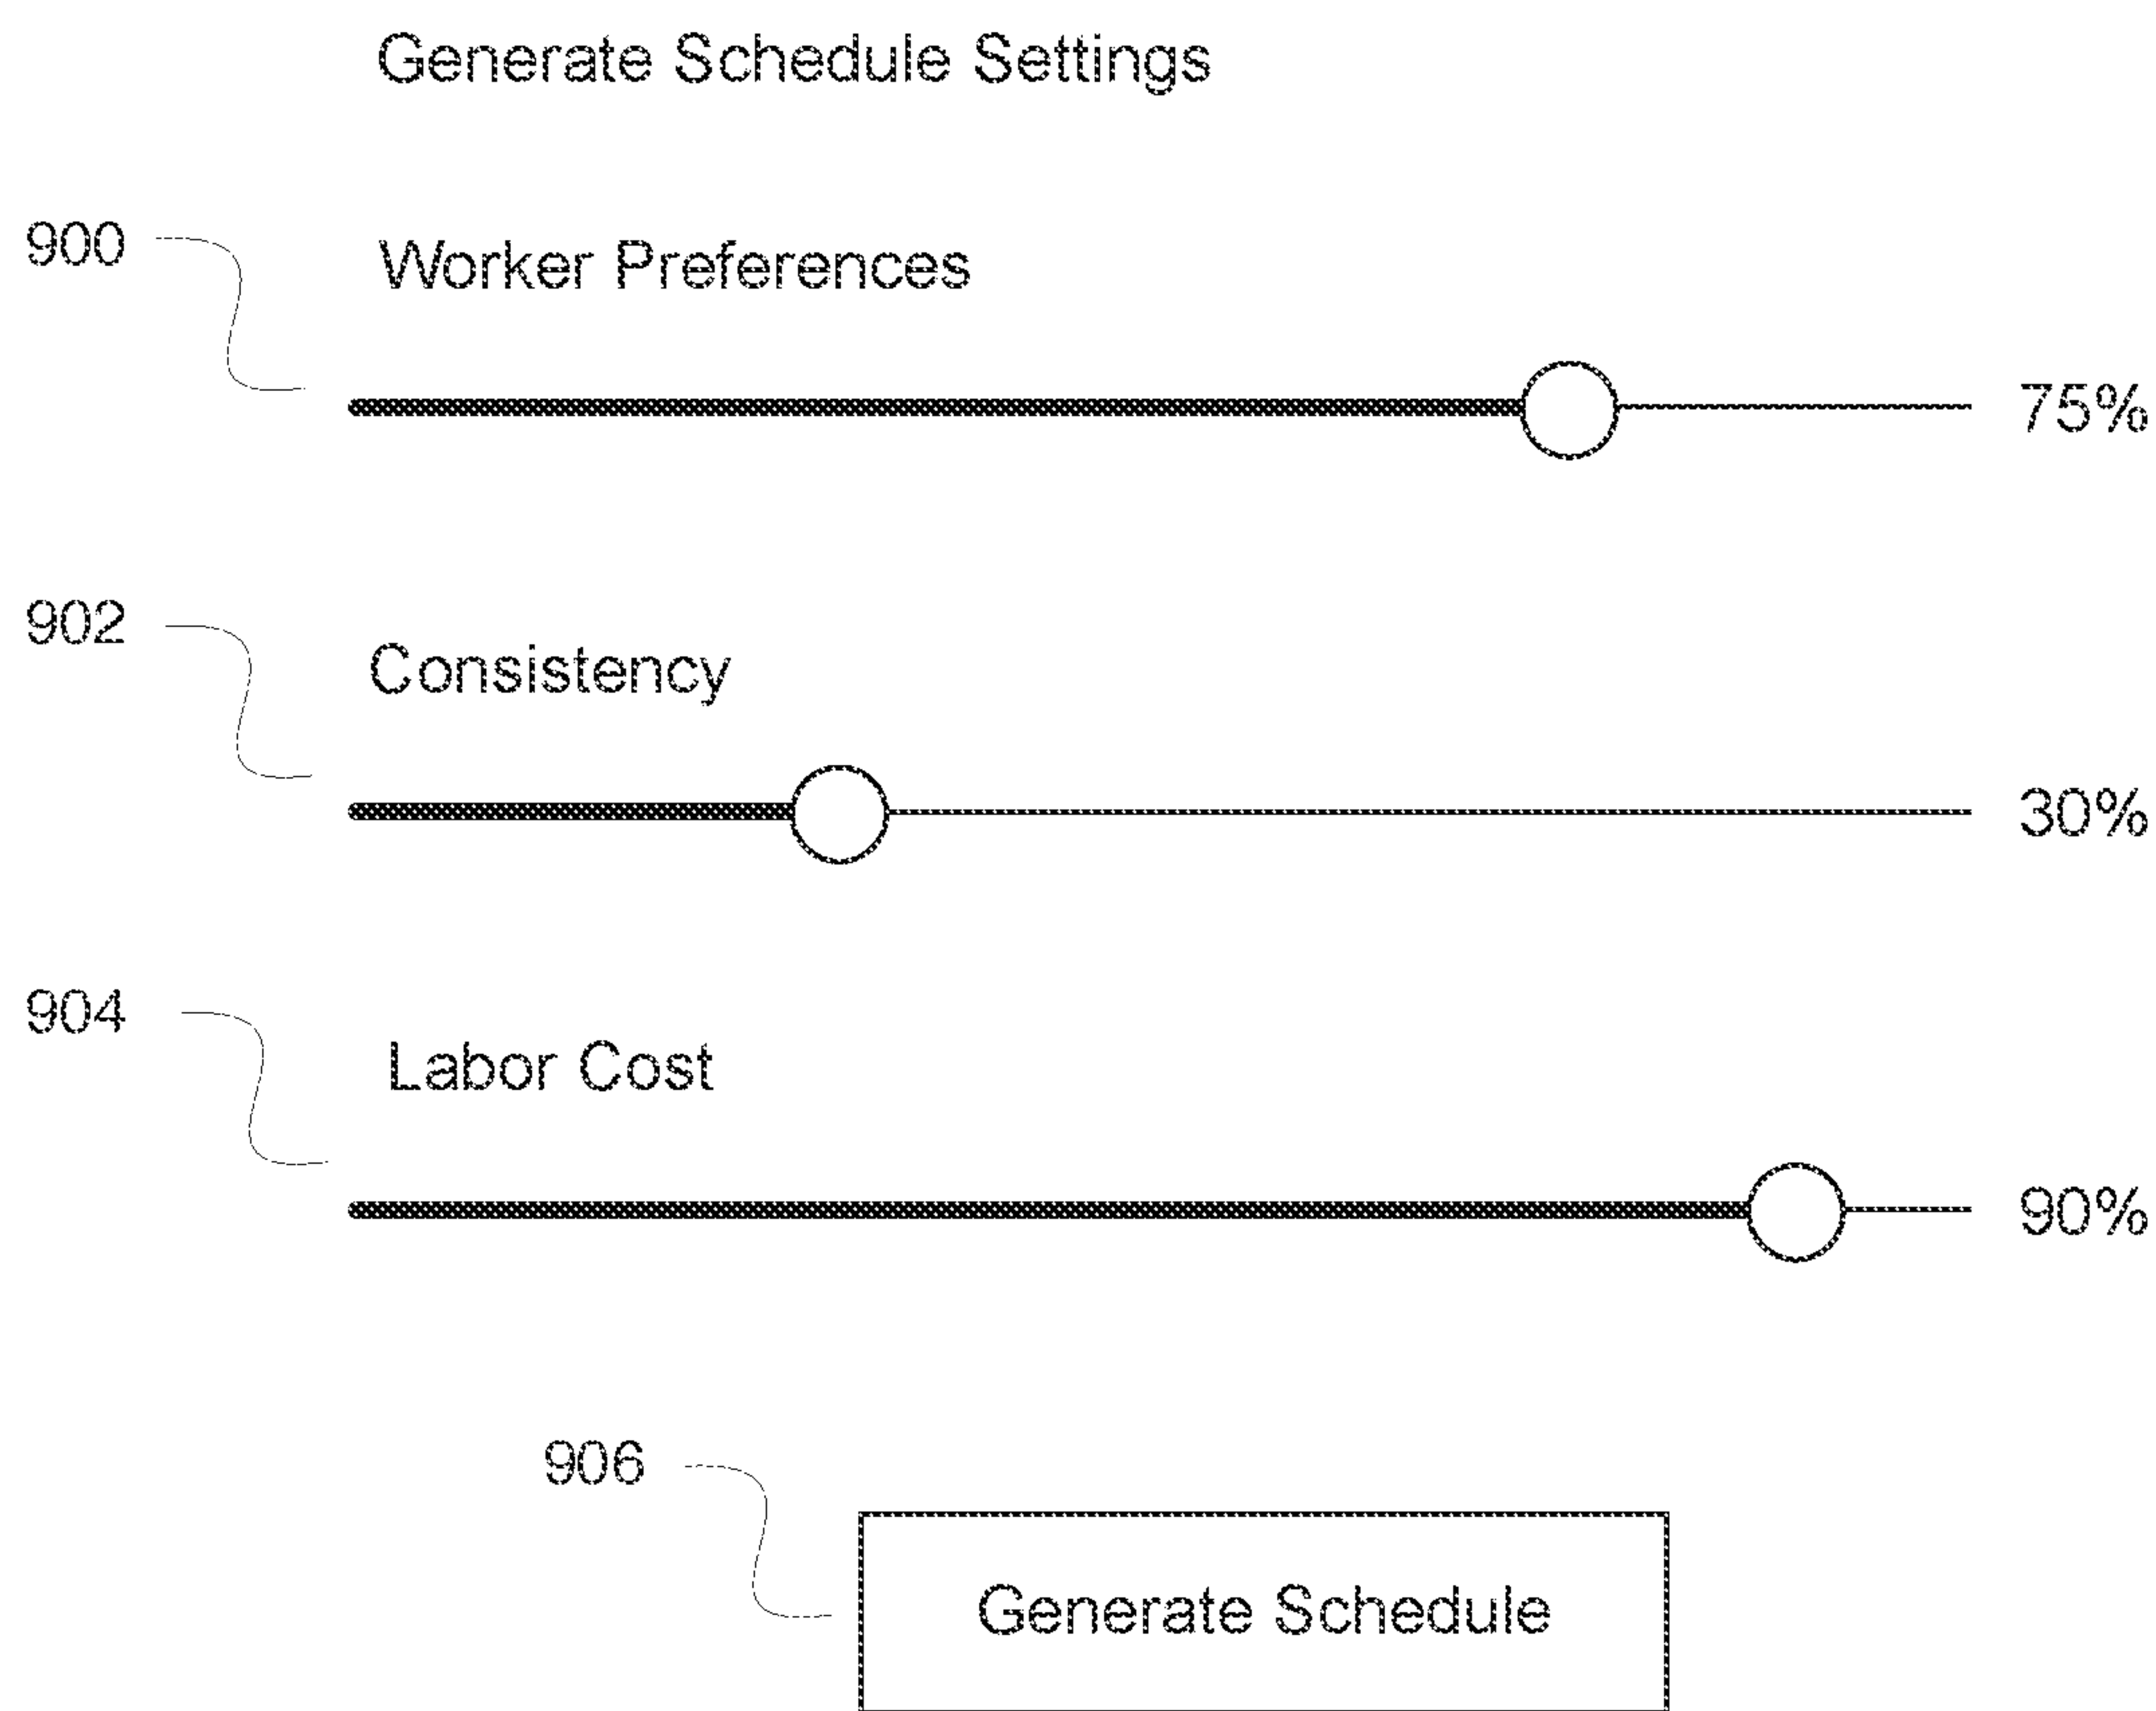 Generate Schedule Settings
900
Worker Preferences
75%
902
Consistency
30%
904
Labor Cost
90%
906
Generate Schedule